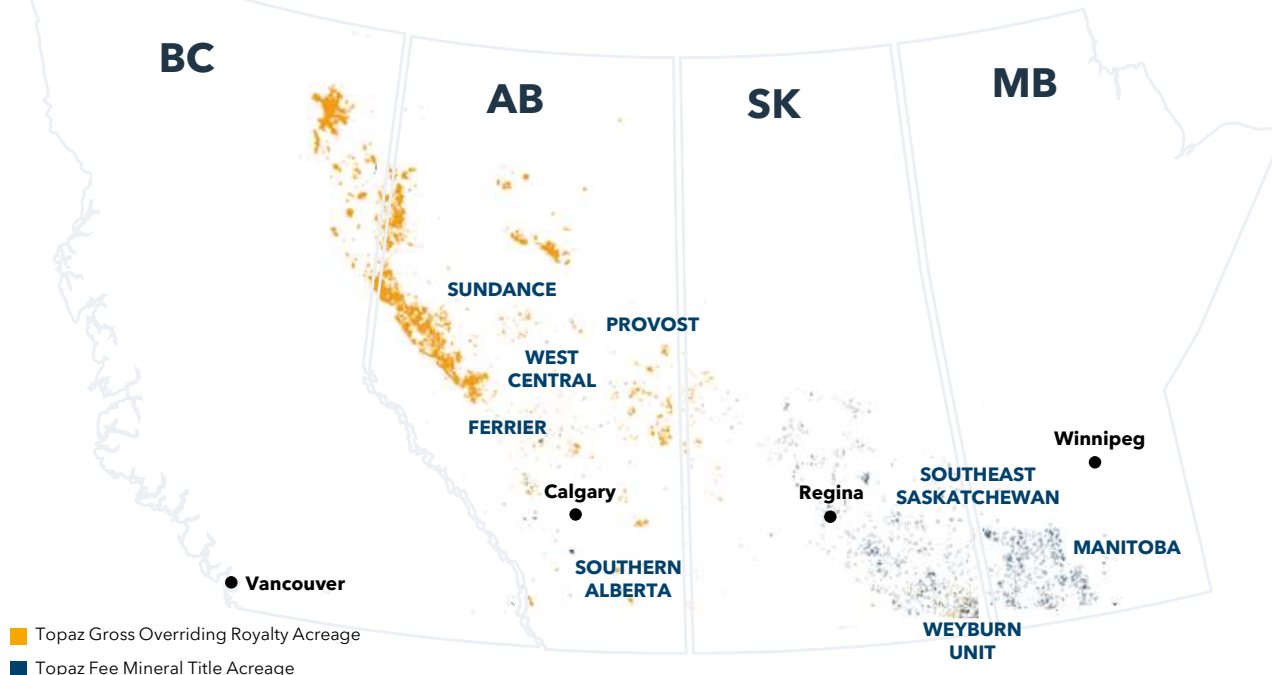 BC
AB
SK
MB
SUNDANCE
PROVOST
WEST
CENTRAL
FERRIER
Winnipeg
SOUTHEAST
SASKATCHEWAN
Calgary
Regina
MANITOBA
SOUTHERN
ALBERTA
Vancouver
WEYBURN
UNIT
Topaz Gross Overriding Royalty Acreage
Topaz Fee Mineral Title Acreage